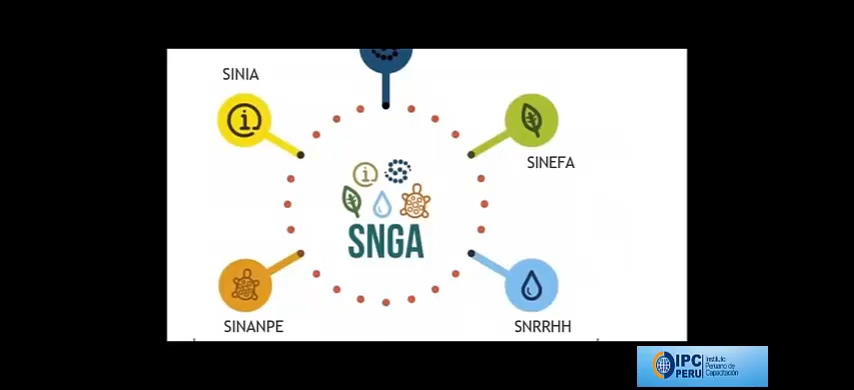 SINIA
SINEFA
SNGA
SINANPE
SNRRHH
IPC
PERU
Instituto
Peruano de
Capacitación